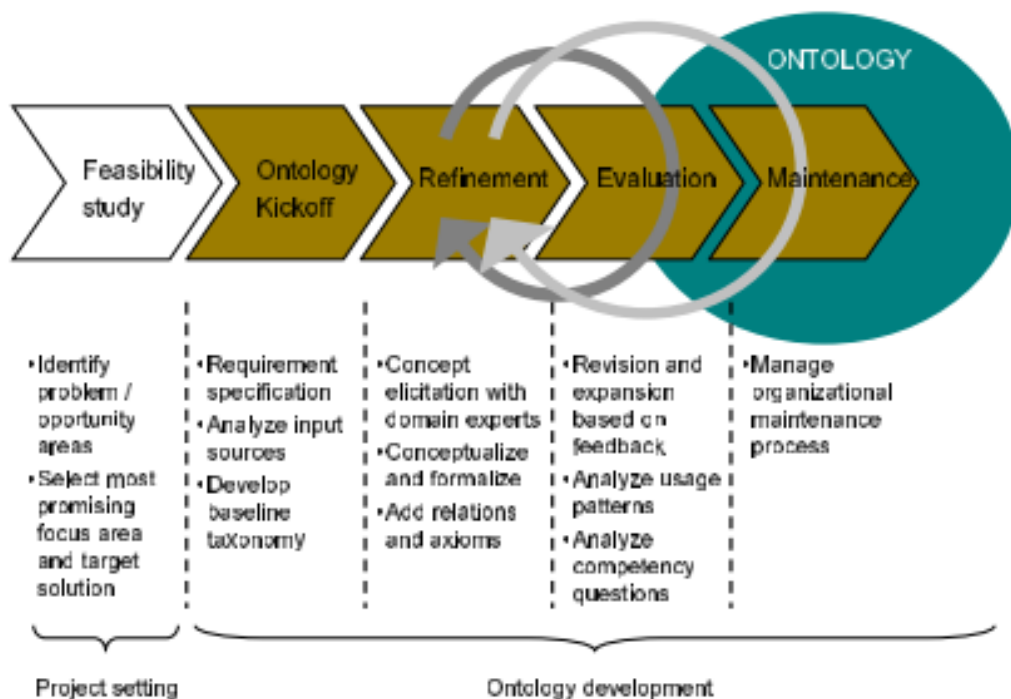 ONTOLOGY
Feasibility
study
Ontology
Kickoff
Refinement
Evaluation
Maintenance
•Identify
problem /
oportunity
areas
•Select most
promising
focus area
and target
solution
•Requirement
specification
•Analyze input
sources
•Develop
baseline
taxonomy
•Concept
elicitation with
domain experts
•Conceptualize
and formalize
•Add relations
and axioms
•Revision and
expansion
based on
feedback
•Analyze usage
patterns
•Analyze
competency
questions
•Manage
organizational
maintenance
process
Project setting
Ontology development